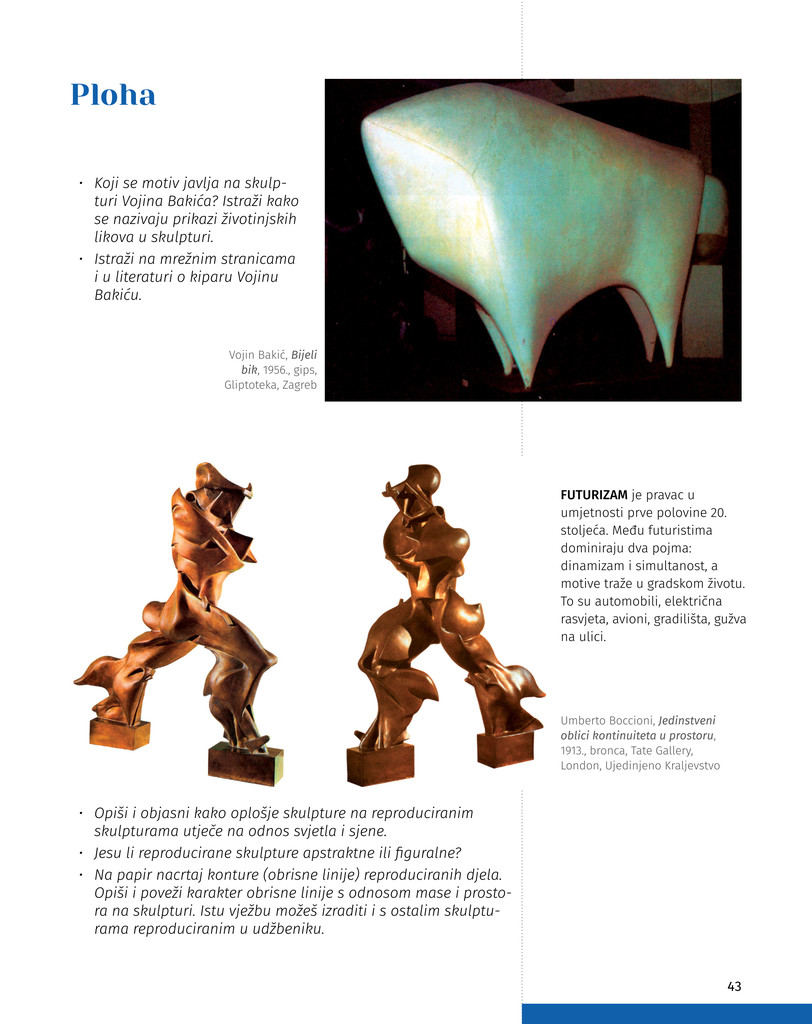 Ploha
• Koji se motiv javlja na skulp-
turi Vojina Bakića? Istraži kako
se nazivaju prikazi životinjskih
likova u skulpturi.
• Istraži na mrežnim stranicama
i u literaturi o kiparu Vojinu
Bakiću.
Vojin Bakić, Bijeli
bik, 1956., gips,
Gliptoteka, Zagreb
FUTURIZAM je pravac u
umjetnosti prve polovine 20.
stoljeća. Među futuristima
dominiraju dva pojma:
dinamizam i simultanost, a
motive traže u gradskom životu.
To su automobili, električna
rasvjeta, avioni, gradilišta, gužva
na ulici.
Umberto Boccioni, Jedinstveni
oblici kontinuiteta u prostoru,
1913., bronca, Tate Gallery,
London, Ujedinjeno Kraljevstvo
• Opiši i objasni kako oplošje skulpture na reproduciranim
skulpturama utječe na odnos svjetla i sjene.
• Jesu li reproducirane skulpture apstraktne ili figuralne?
• Na papir nacrtaj konture (obrisne linije) reproduciranih djela.
Opiši i poveži karakter obrisne linije s odnosom mase i prosto-
ra na skulpturi. Istu vježbu možeš izraditi i s ostalim skulptu-
rama reproduciranim u udžbeniku.
43